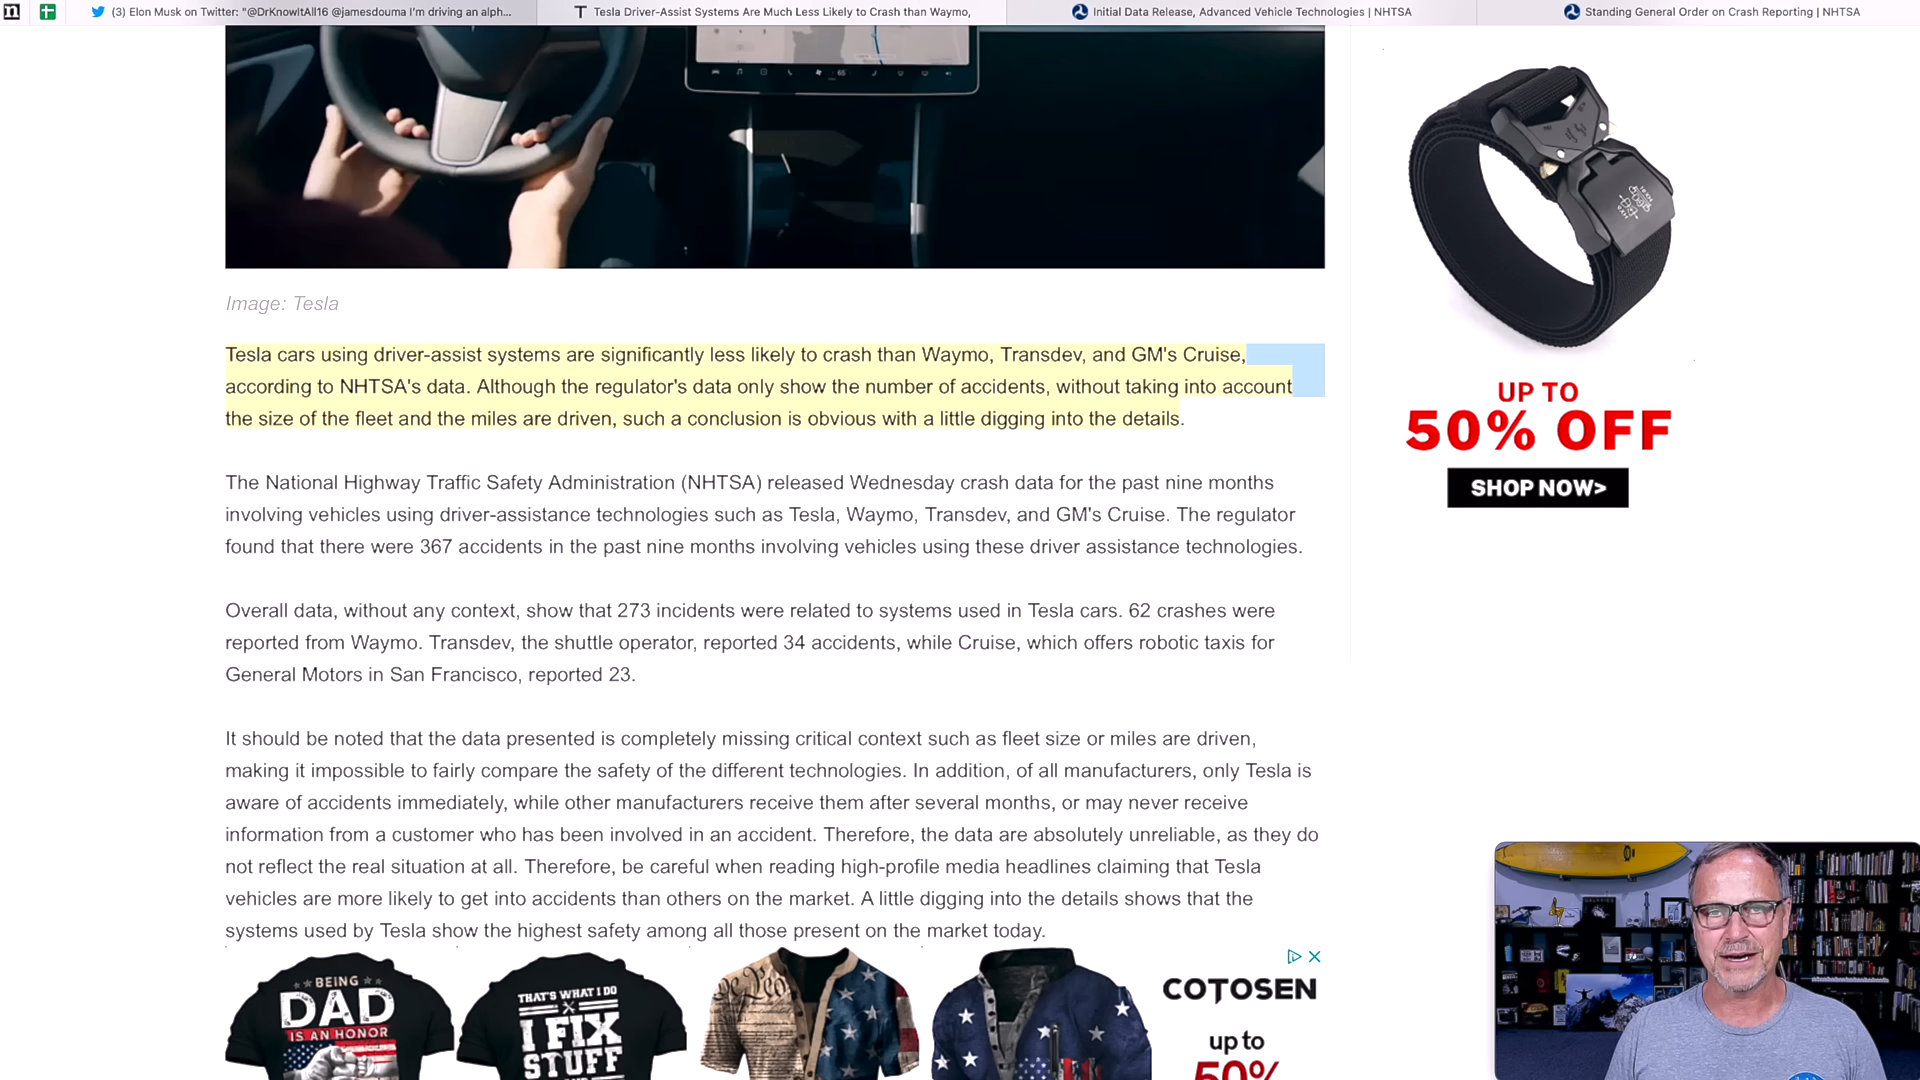 (3) Elon Musk on Twitter: "@DrKnowItAll16 @jamesdouma I'm driving an alph...
Tesla Driver-Assist Systems Are Much Less Likely to Crash than Waymo,
Initial Data Release, Advanced Vehicle Technologies | NHTSA
Standing General Order on Crash Reporting | NHTSA
Image: Tesla
Tesla cars using driver-assist systems are significantly less likely to crash than Waymo, Transdev, and GM's Cruise,
according to NHTSA's data. Although the regulator's data only show the number of accidents, without taking into account
the size of the fleet and the miles are driven, such a conclusion is obvious with a little digging into the details.
The National Highway Traffic Safety Administration (NHTSA) released Wednesday crash data for the past nine months
involving vehicles using driver-assistance technologies such as Tesla, Waymo, Transdev, and GM's Cruise. The regulator
found that there were 367 accidents in the past nine months involving vehicles using these driver assistance technologies.
Overall data, without any context, show that 273 incidents were related to systems used in Tesla cars. 62 crashes were
reported from Waymo. Transdev, the shuttle operator, reported 34 accidents, while Cruise, which offers robotic taxis for
General Motors in San Francisco, reported 23.
It should be noted that the data presented is completely missing critical context such as fleet size or miles are driven,
making it impossible to fairly compare the safety of the different technologies. In addition, of all manufacturers, only Tesla is
aware of accidents immediately, while other manufacturers receive them after several months, or may never receive
information from a customer who has been involved in an accident. Therefore, the data are absolutely unreliable, as they do
not reflect the real situation at all. Therefore, be careful when reading high-profile media headlines claiming that Tesla
vehicles are more likely to get into accidents than others on the market. A little digging into the details shows that the
systems used by Tesla show the highest safety among all those present on the market today.
UP TO
50% OFF
SHOP NOW>
BEING
DAD
IS AN HONOR
THAT'S WHAT I DO
I FIX
STUFF
We the Peo
COTOSEN
up to
50%